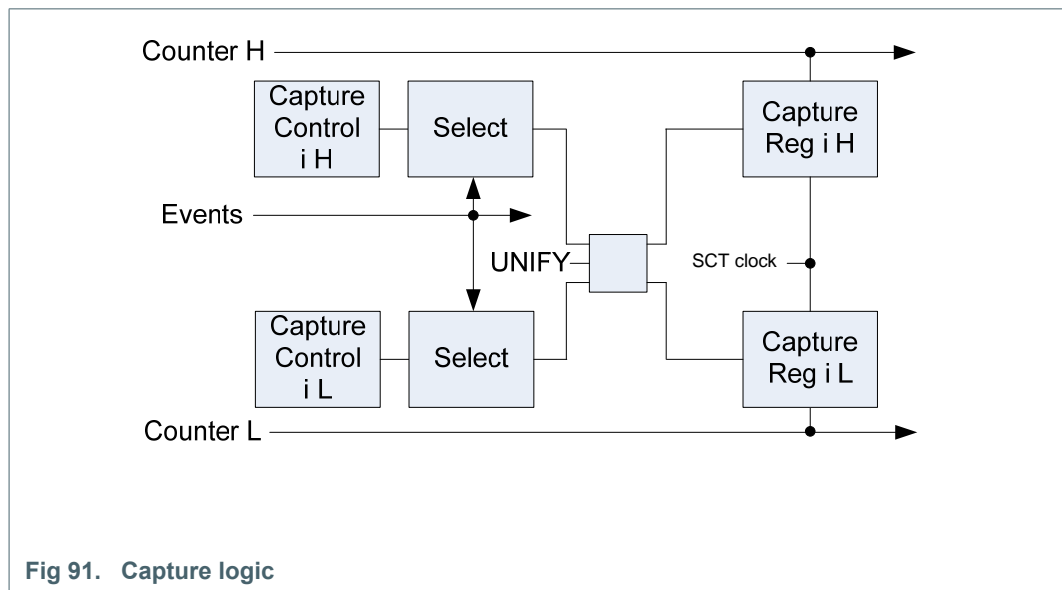 Counter H
Capture
Control
i H
Select
Capture
Reg i H
Events
UNIFY
SCT clock
Capture
Control
i L
Select
Capture
Reg i L
Counter L
Fig 91. Capture logic